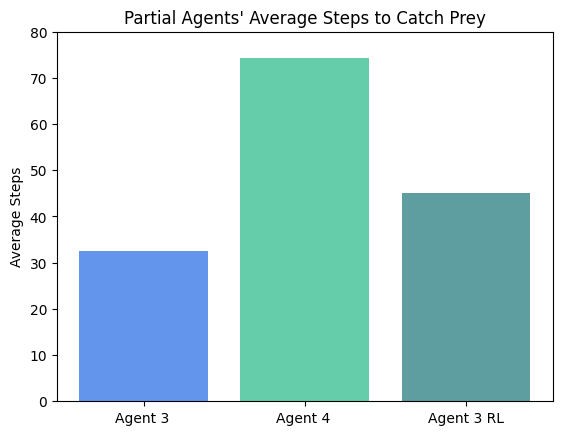 Partial Agents' Average Steps to Catch Prey
80
70
60
50
40
30
20
10
0
Average Steps
Agent 3
Agent 4
Agent 3 RL